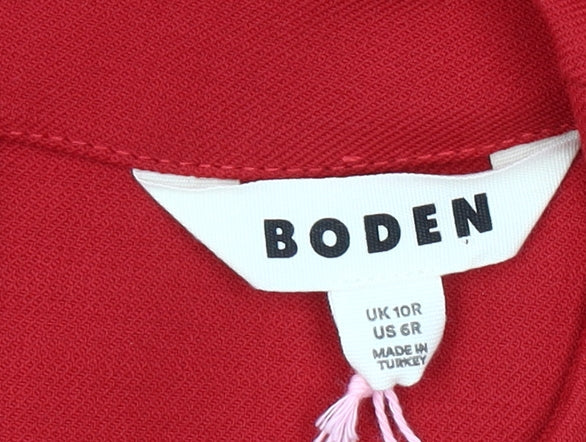 BODEN
UK 10R
US 6R
MADE IN
TURKEY